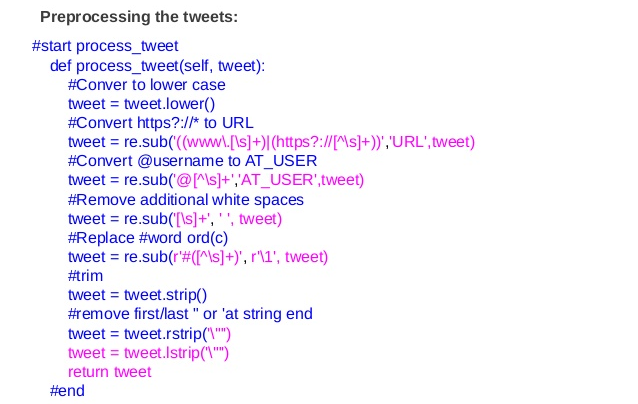 Preprocessing the tweets:
#start process_tweet
def process_tweet(self, tweet):
#Conver to lower case
tweet = tweet.lower()
#Convert https?://* to URL
tweet = re.sub('((www\.[\s]+)|(https?://[^\s]+))','URL',tweet)
#Convert @username to AT_USER
tweet = re.sub('@[^\s]+','AT_USER',tweet)
#Remove additional white spaces
tweet = re.sub('[\s]+', ' ', tweet)
#Replace #word ord(c)
tweet = re.sub(r'#([^\s]+)', r'\1', tweet)
#trim
tweet = tweet.strip()
#remove first/last " or 'at string end
tweet = tweet.rstrip('\'"')
tweet = tweet.lstrip('\'"')
return tweet
#end